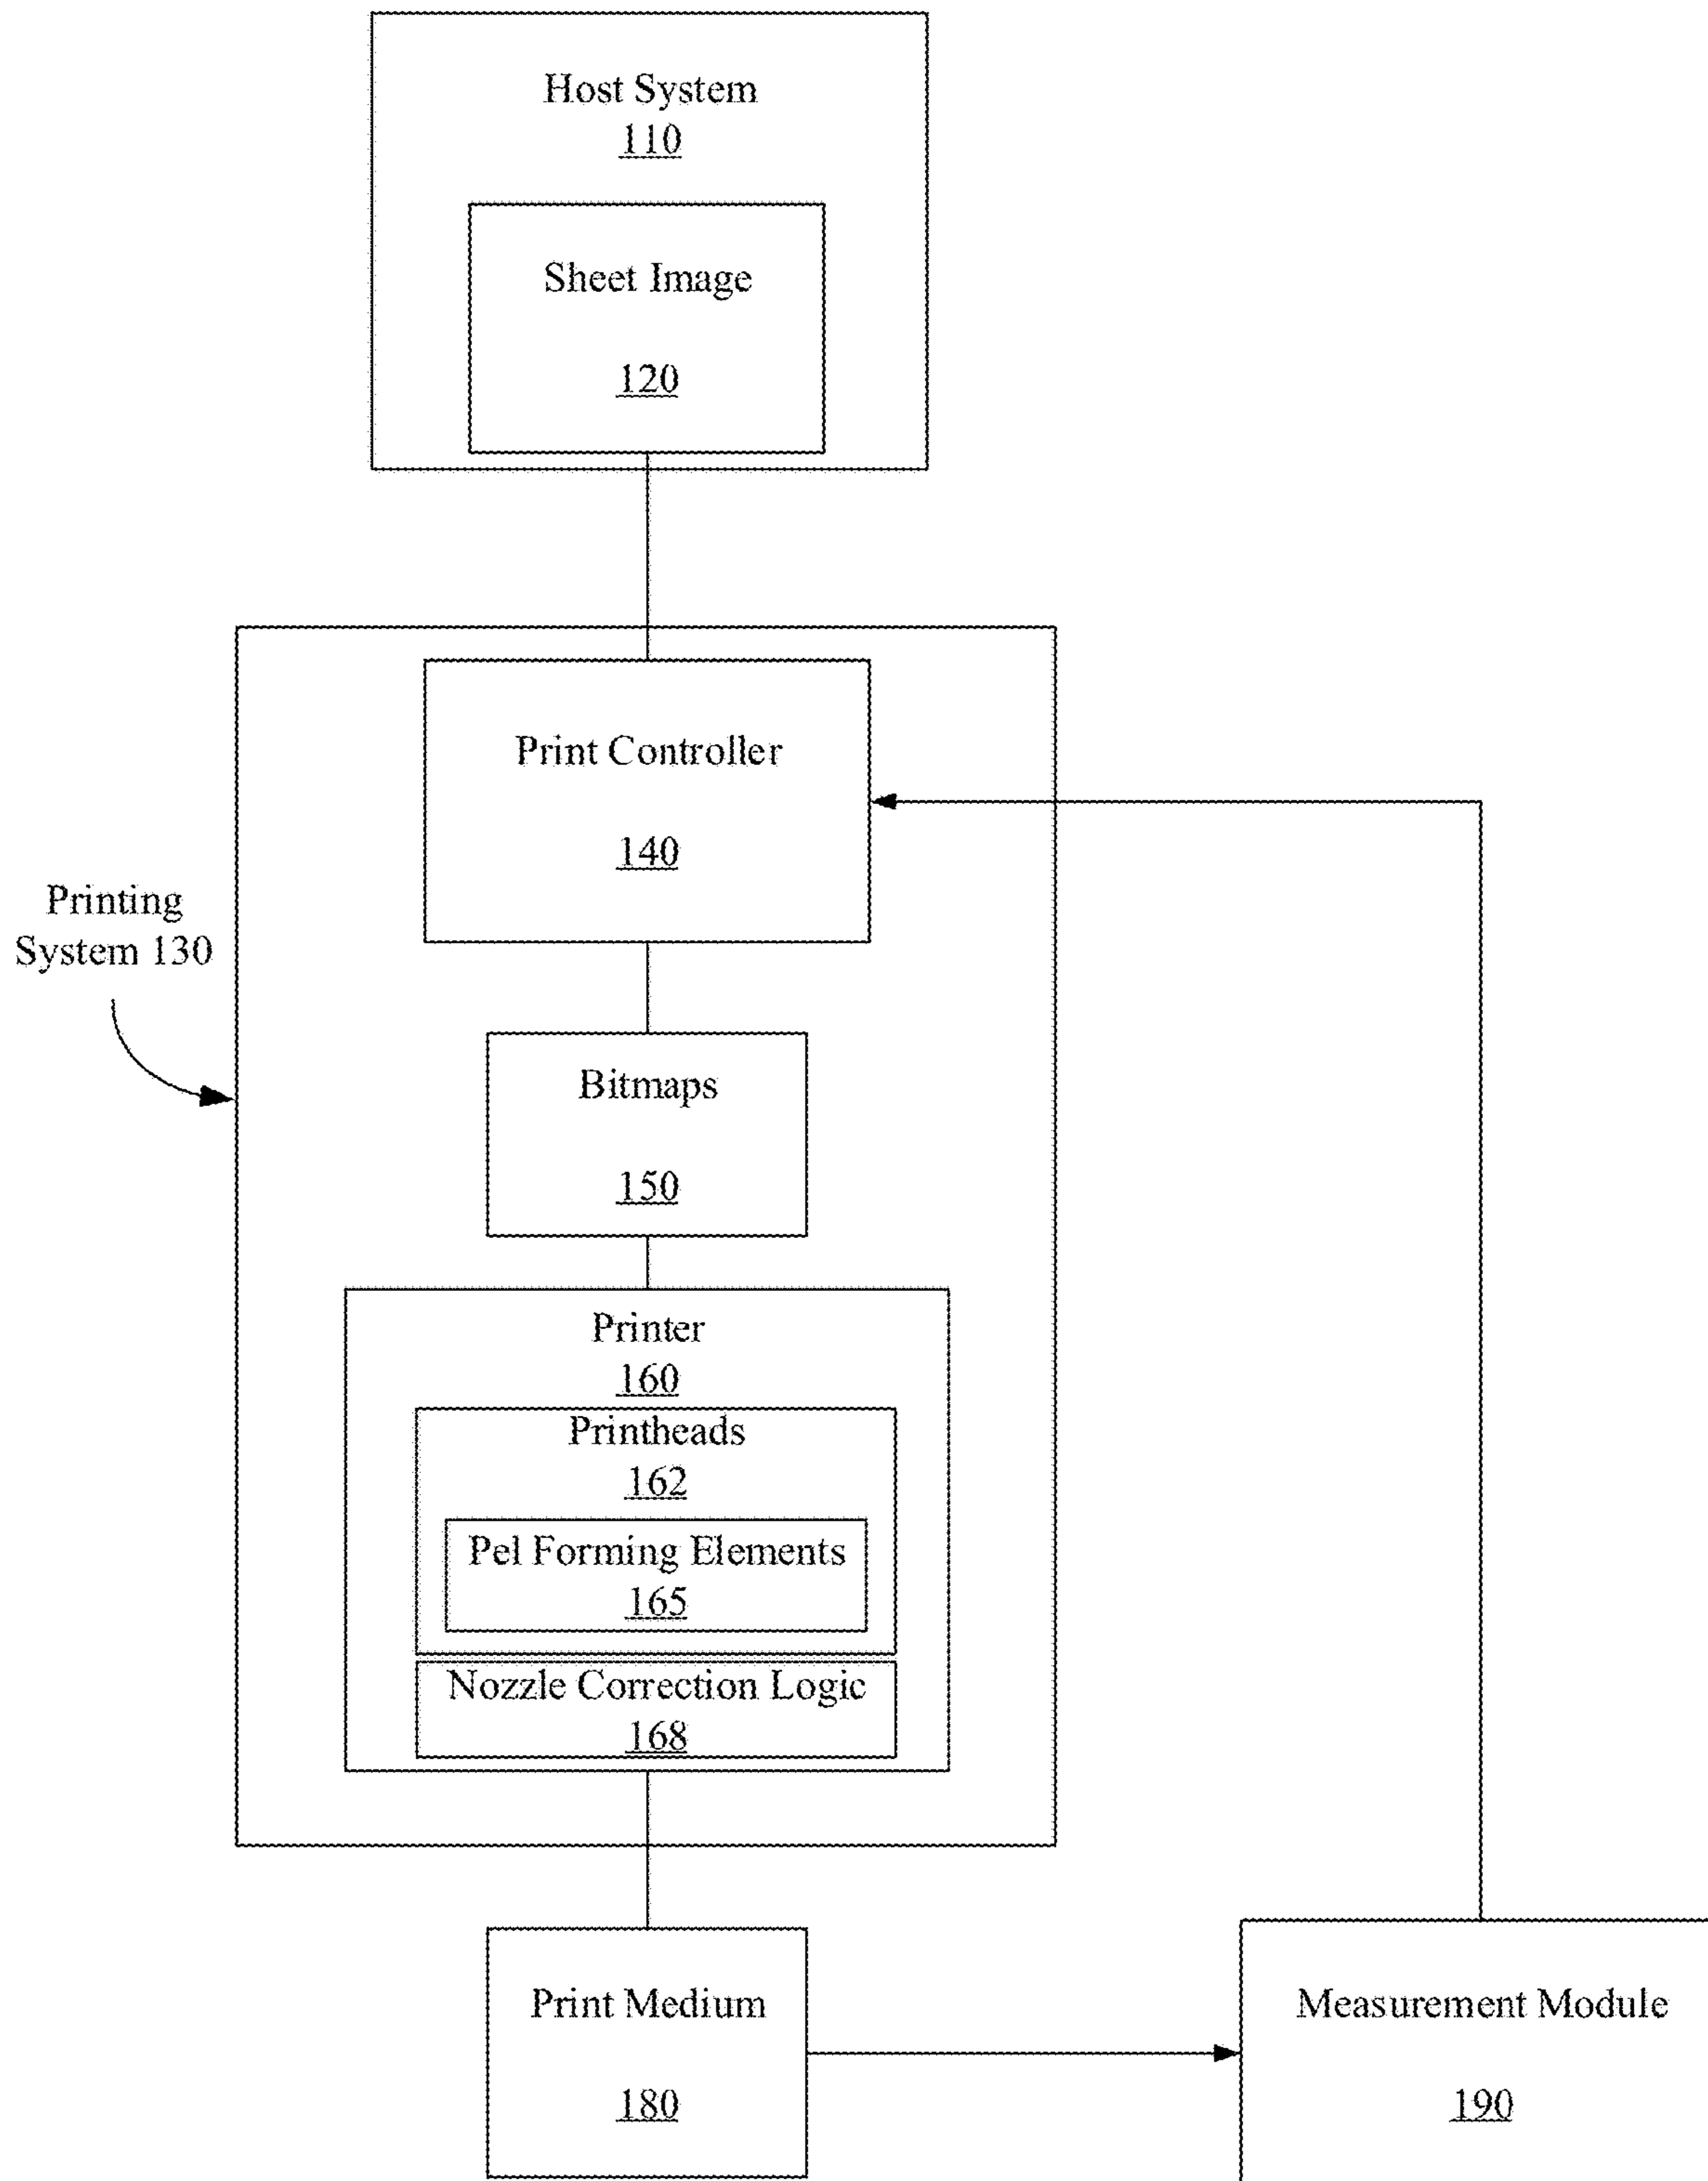 Host System
110
Sheet Image
120
Print Controller
140
Printing
System 130
Bitmaps
150
Printer
160
Printheads
162
Pel Forming Elements
165
Nozzle Correction Logic
168
Print Medium
180
Measurement Module
190